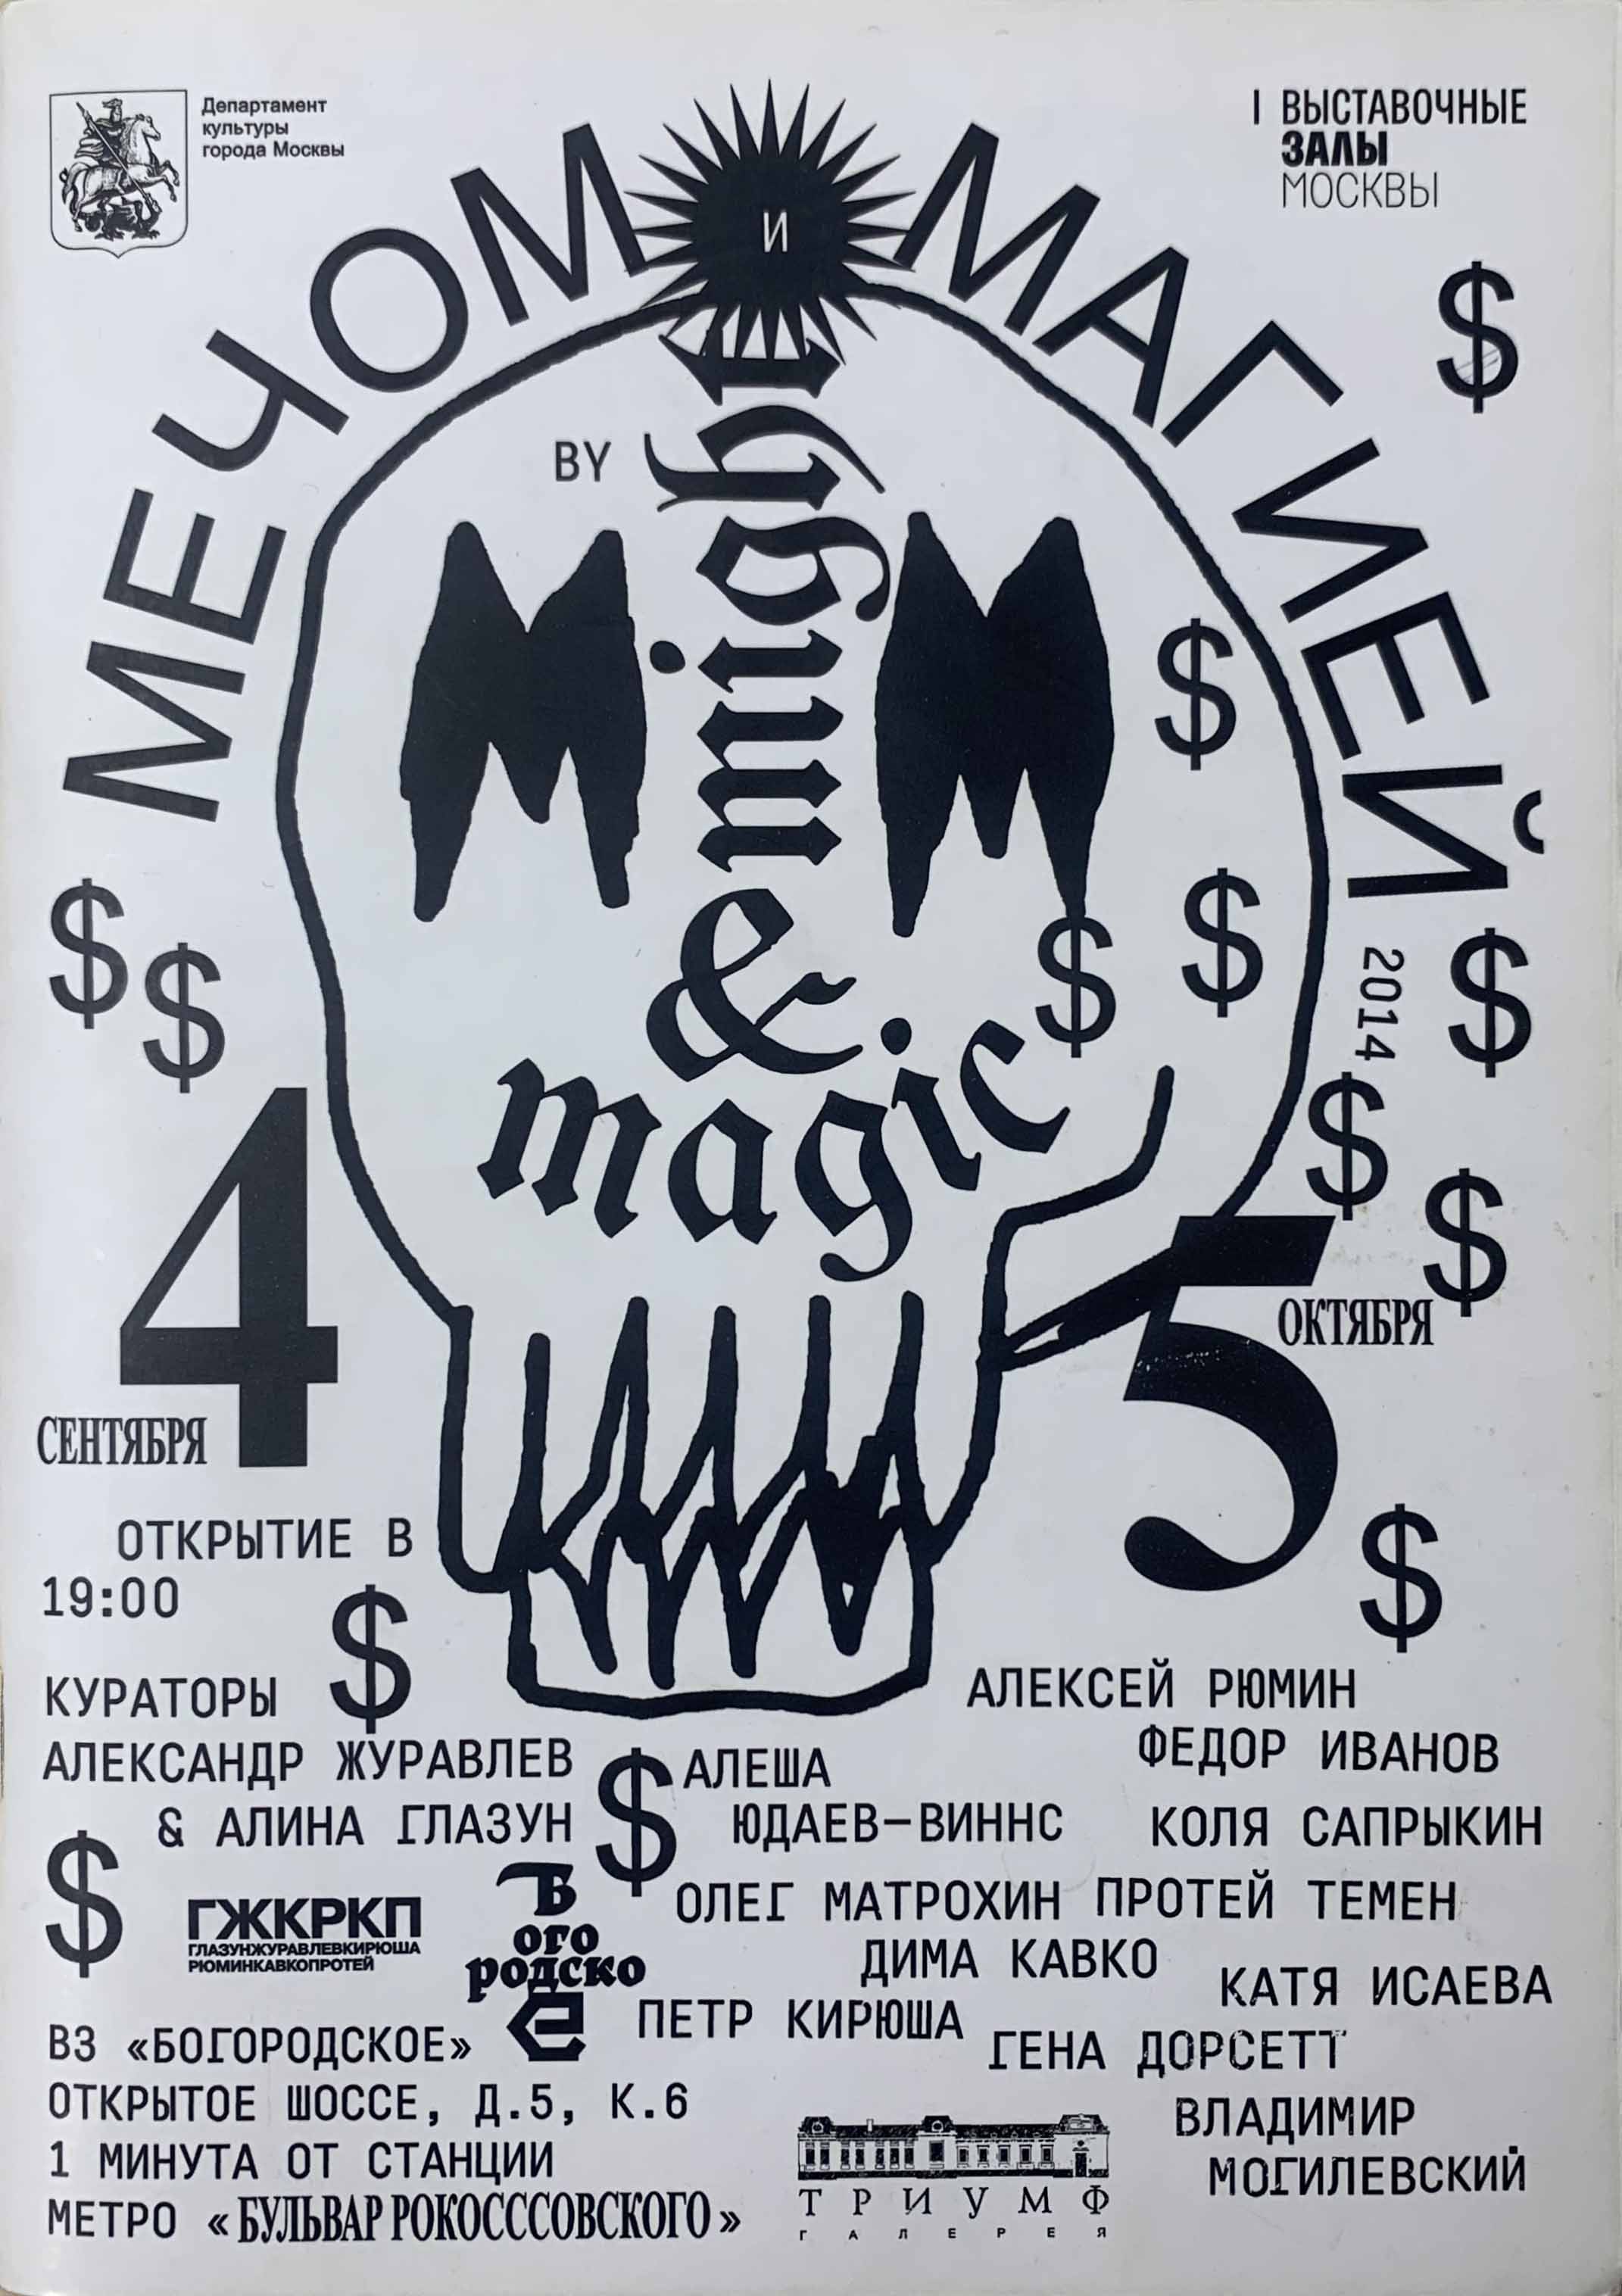 Департамент
культуры
города Москвы
I ВЫСТАВОЧНЫЕ
ЗАЛЫ
МОСКВЫ
МЕЧОМ И МАГИЕЙ
$
BY
might
&
magic
$
$
$
$
$
$
2014
$
$
$
4
СЕНТЯБРЯ
5
ОКТЯБРЯ
$
ОТКРЫТИЕ В
19:00
$
КУРАТОРЫ
АЛЕКСАНДР ЖУРАВЛЕВ
& АЛИНА ГЛАЗУН
$
$
АЛЕКСЕЙ РЮМИН
ФЕДОР ИВАНОВ
АЛЕША
ЮДАЕВ-ВИННС
КОЛЯ САПРЫКИН
ОЛЕГ МАТРОХИН ПРОТЕЙ ТЕМЕН
ДИМА КАВКО
КАТЯ ИСАЕВА
ПЕТР КИРЮША
ГЕНА ДОРСЕТТ
ВЛАДИМИР
МОГИЛЕВСКИЙ
ГЖКРКП
ГЛАЗУНЖУРАВЛЕВКИРЮША
РЮМИНКАВКОПРОТЕЙ
Б
ого
родско
е
ВЗ «БОГОРОДСКОЕ»
ОТКРЫТОЕ ШОССЕ, Д.5, К.6
1 МИНУТА ОТ СТАНЦИИ
МЕТРО «БУЛЬВАР РОКОСССОВСКОГО»
ТРИУМФ
ГАЛЕРЕЯ